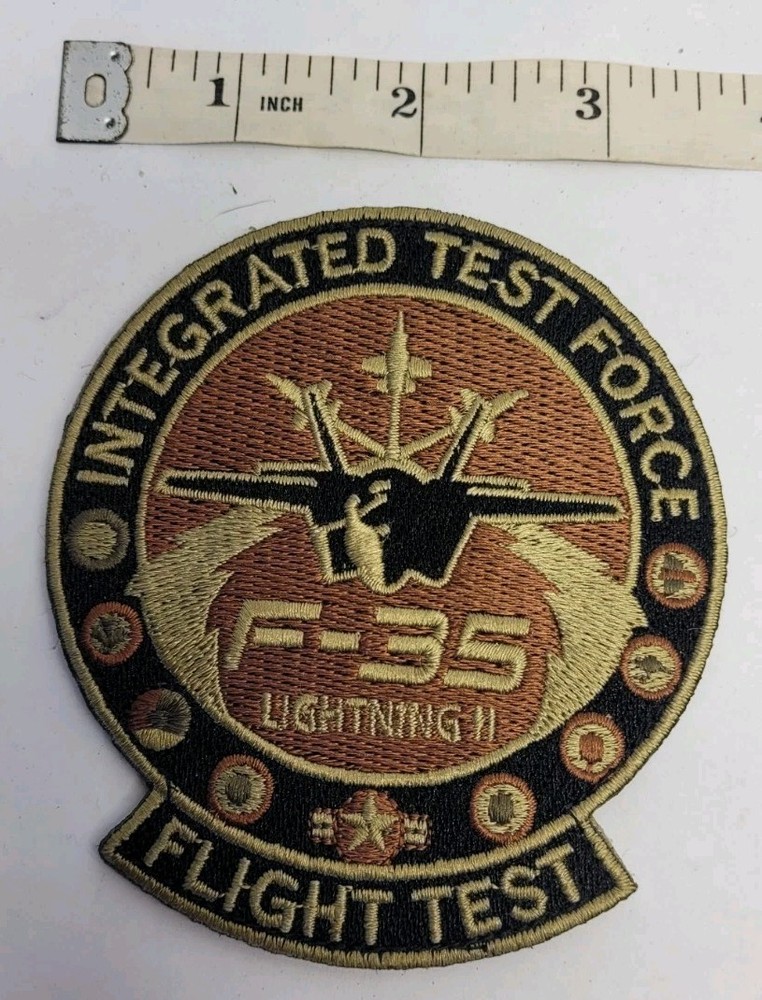 1 INCH 2 3
INTEGRATED TEST FORCE
F-35
LIGHTNING II
FLIGHT TEST